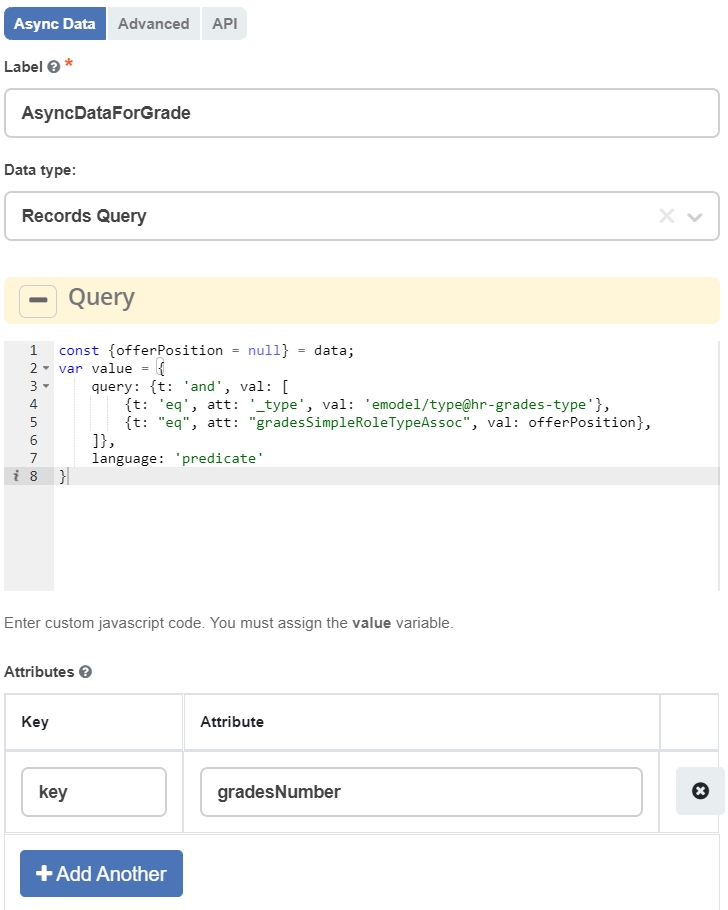 Async Data Advanced API
Label *
AsyncDataForGrade
Data type:
Records Query
Query
1 const {offerPosition = null} = data;
2 var value = {
3 query: {t: 'and', val: [
4 {t: 'eq', att: '_type', val: 'emodel/type@hr-grades-type'},
5 {t: "eq", att: "gradesSimpleRoleTypeAssoc", val: offerPosition},
6 ]},
7 language: 'predicate'
i 8 }
Enter custom javascript code. You must assign the value variable.
Attributes
Key Attribute
key gradesNumber
Add Another